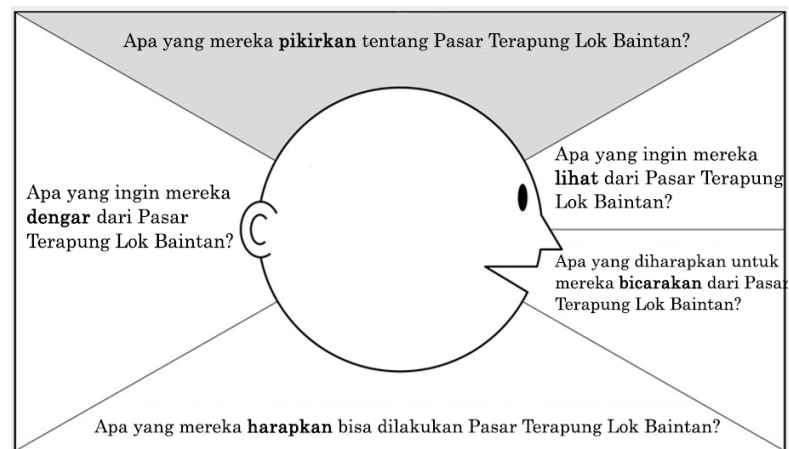 Apa yang mereka pikirkan tentang Pasar Terapung Lok Baintan?
Apa yang ingin mereka
dengar dari Pasar
Terapung Lok Baintan?
Apa yang ingin mereka
lihat dari Pasar Terapung
Lok Baintan?
Apa yang diharapkan untuk
mereka bicarakan dari Pasar
Terapung Lok Baintan?
Apa yang mereka harapkan bisa dilakukan Pasar Terapung Lok Baintan?